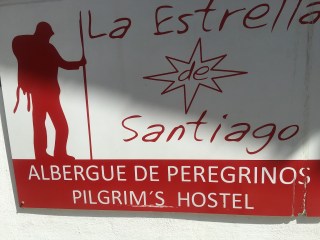 La Estrella
de
Santiago
ALBERGUE DE PEREGRINOS
PILGRIM´S HOSTEL